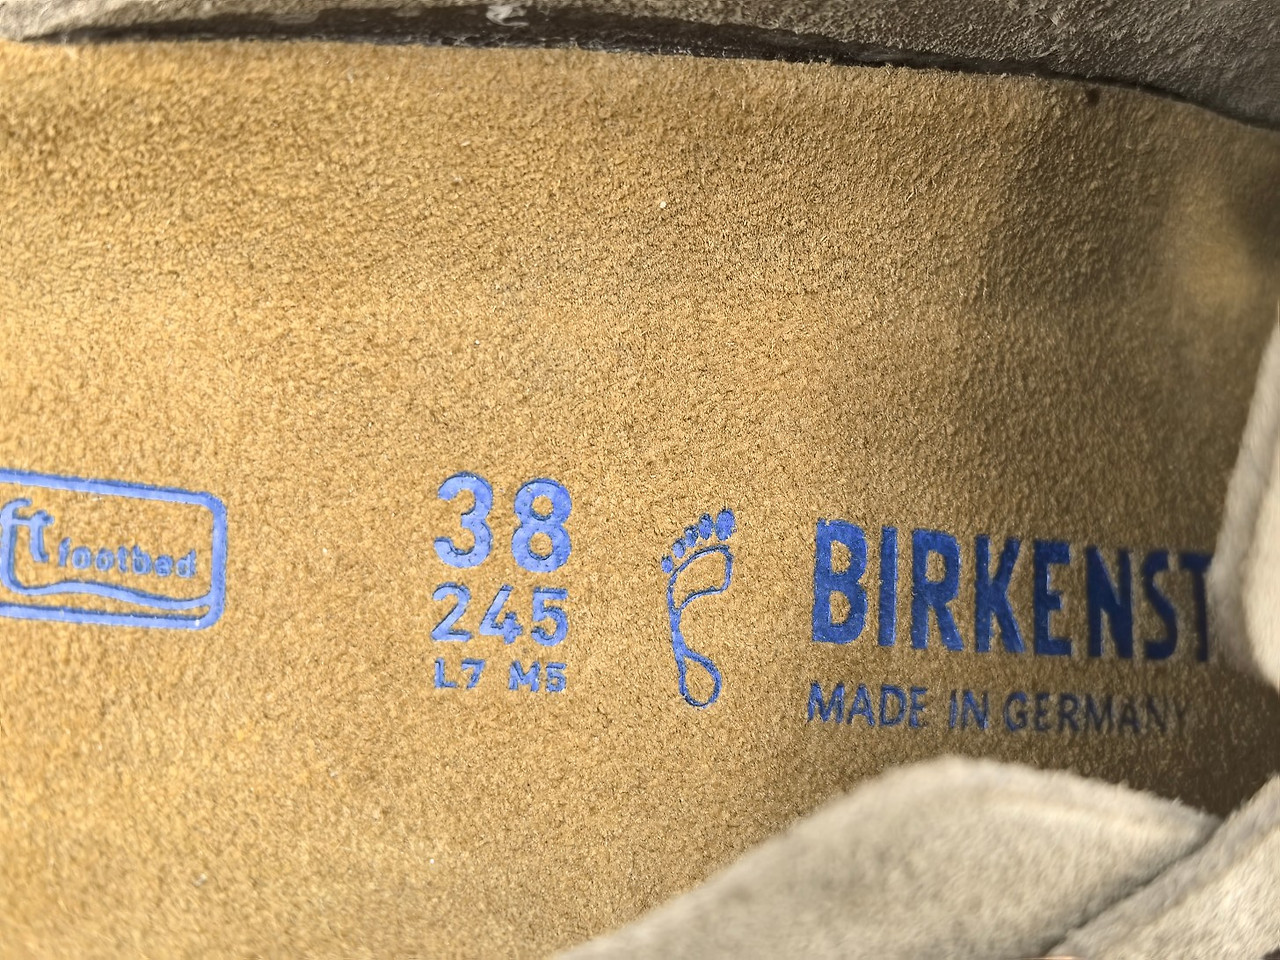 ft
footbed
38
245
L7 M5
BIRKENST
MADE IN GERMANY